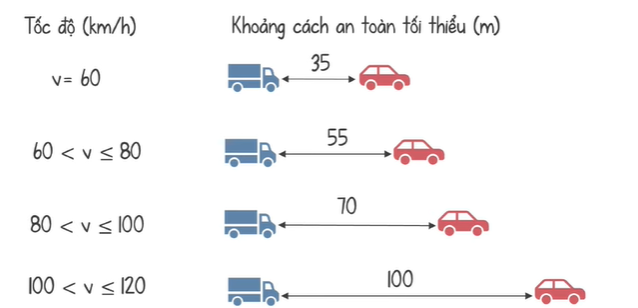 Tốc độ (km/h) Khoảng cách an toàn tối thiểu (m)
v = 60 35
60 < v ≤ 80 55
80 < v ≤ 100 70
100 < v ≤ 120 100